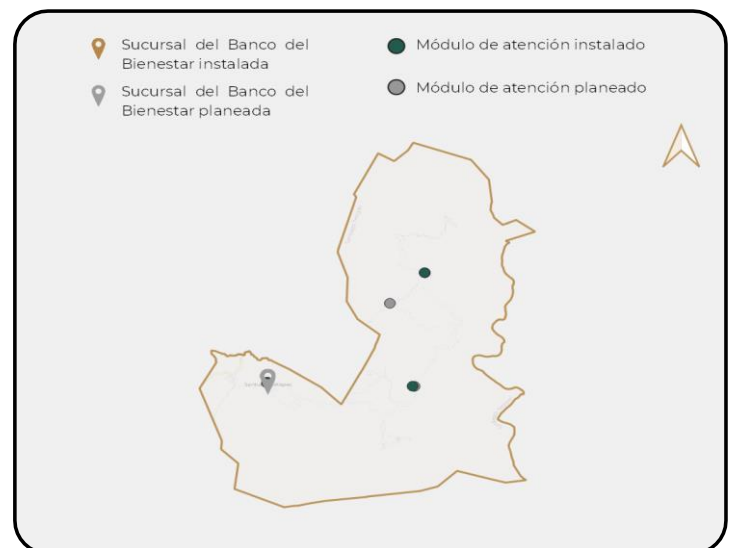 Sucursal del Banco del
Bienestar instalada
Sucursal del Banco del
Bienestar planeada
Módulo de atención instalado
Módulo de atención planeado